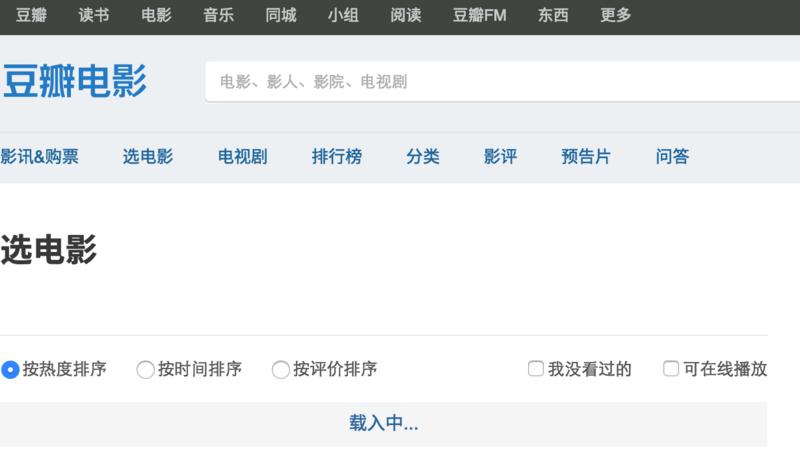 豆瓣 读书 电影 音乐 同城 小组 阅读 豆瓣FM 东西 更多
豆瓣电影
电影、影人、影院、电视剧
影讯&购票 选电影 电视剧 排行榜 分类 影评 预告片 问答
选电影
按热度排序 按时间排序 按评价排序 我没看过的 可在线播放
载入中...